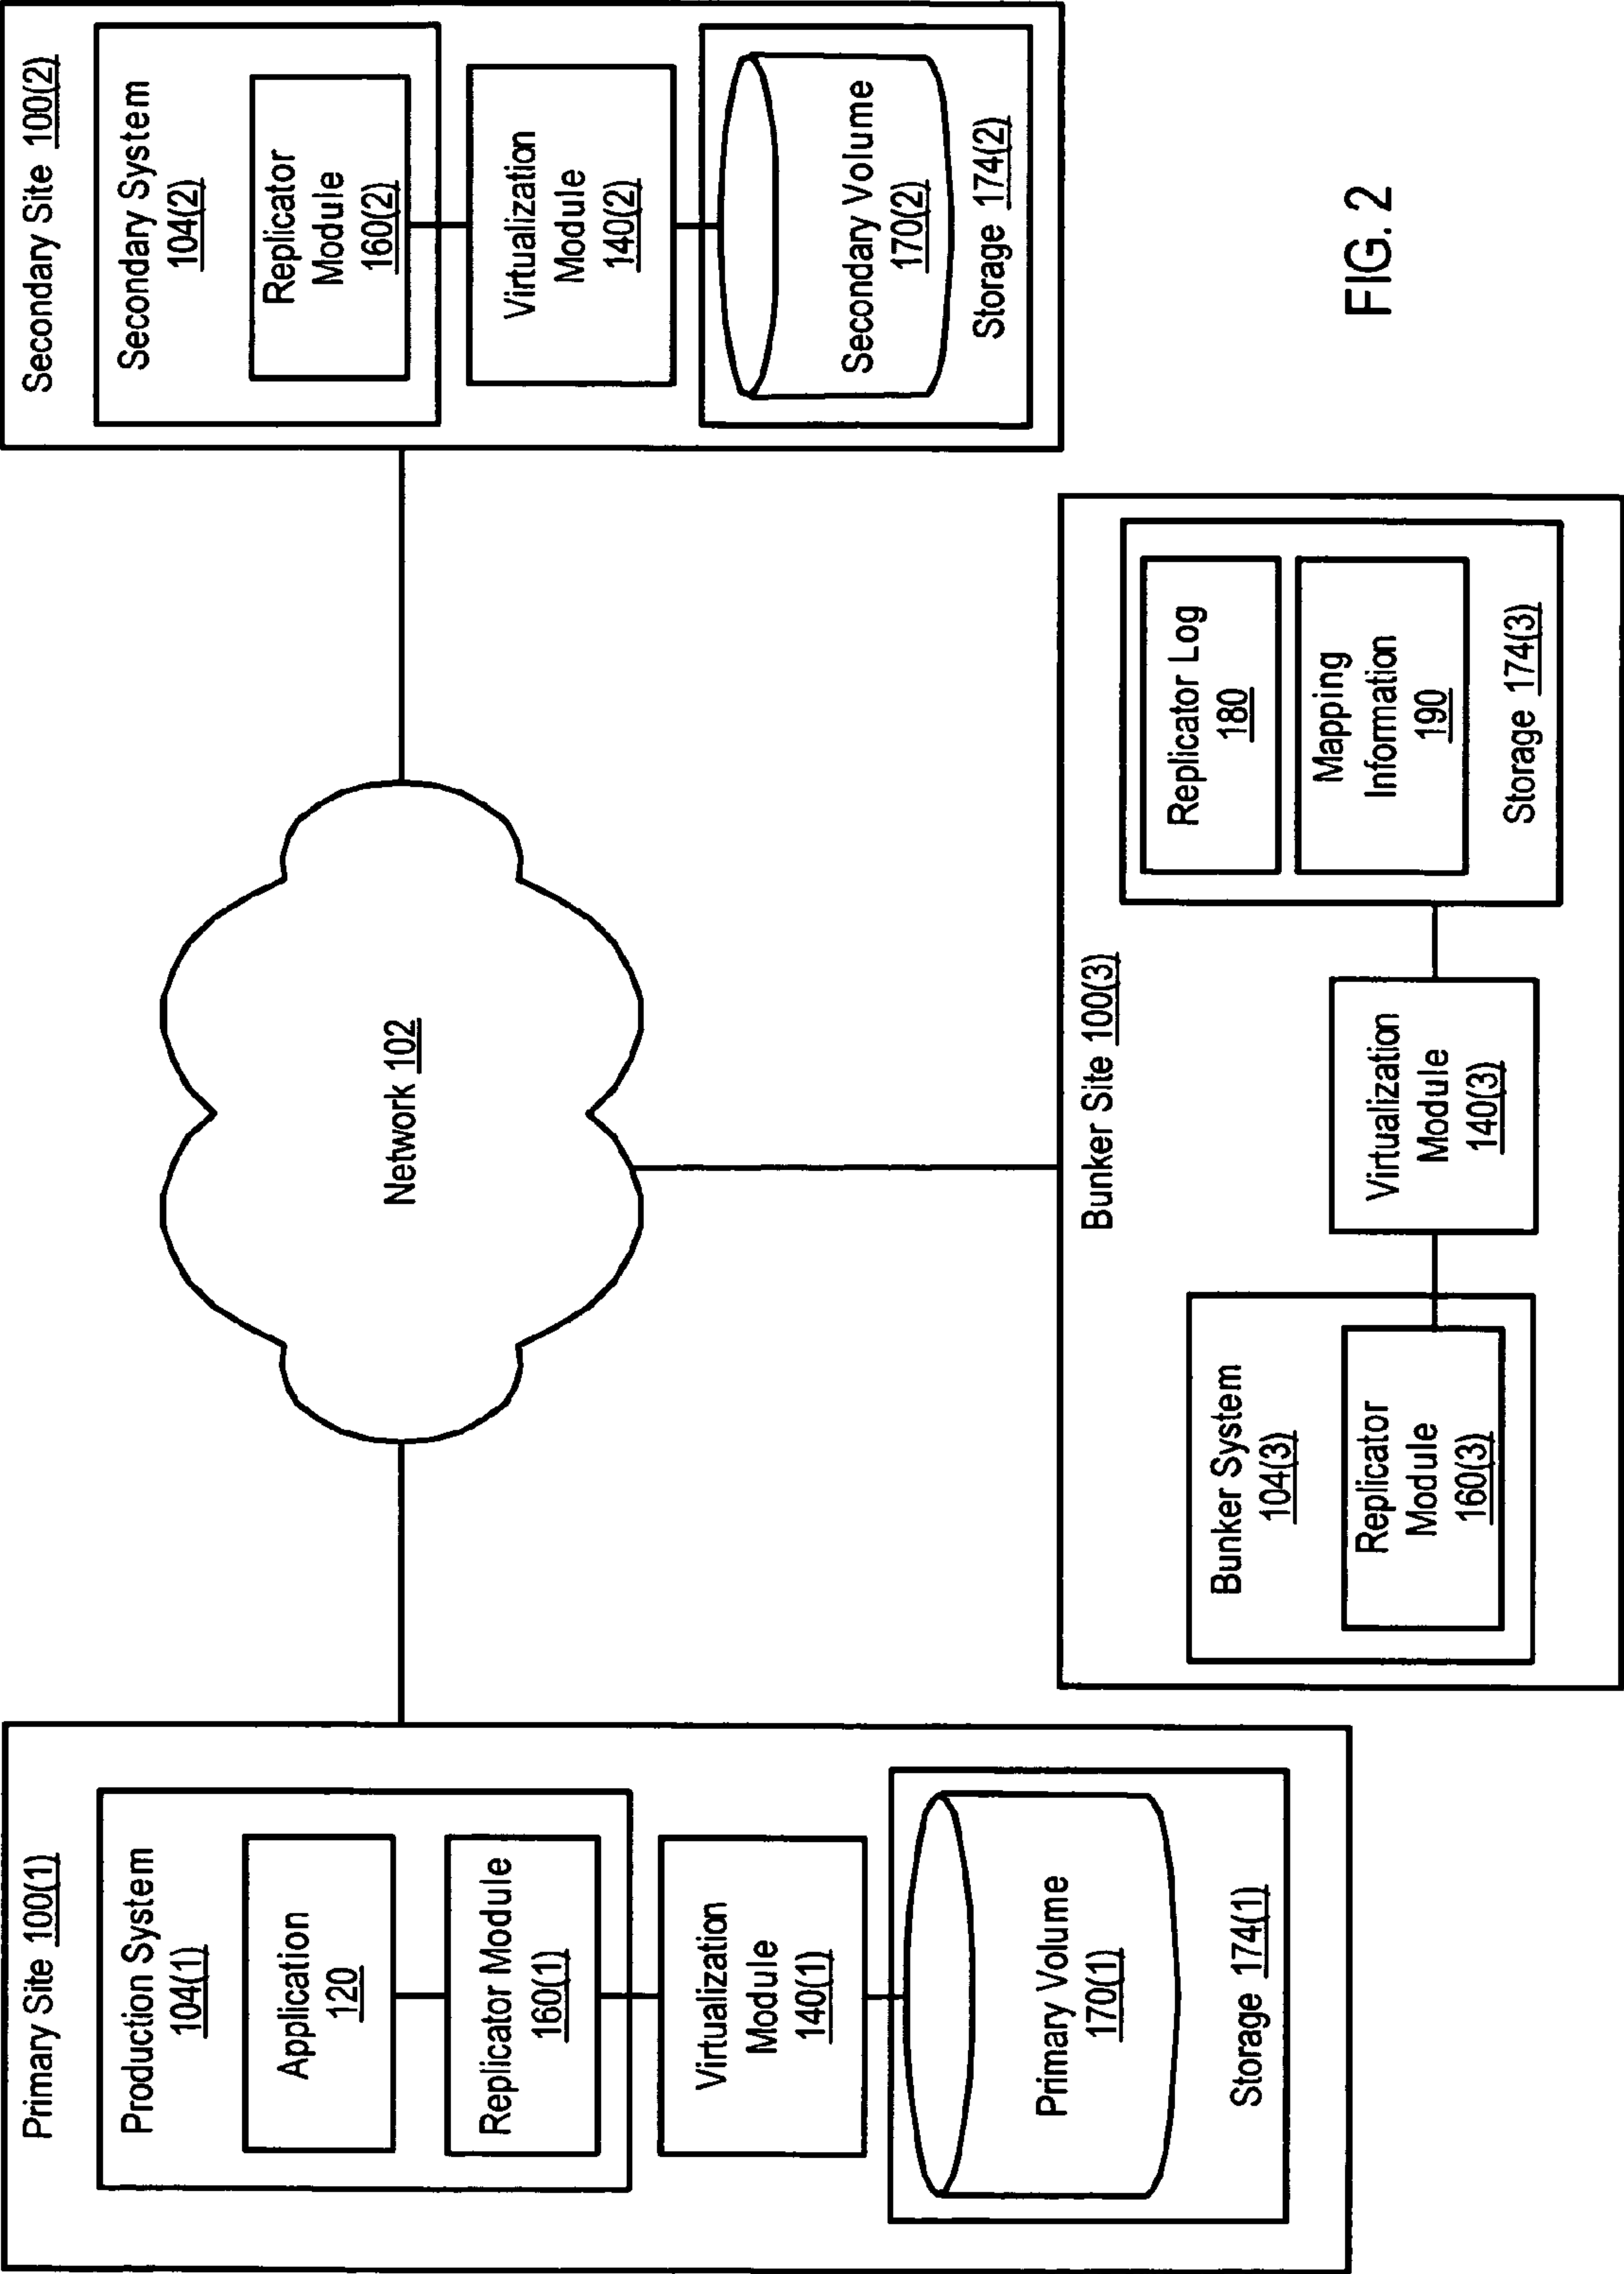 Primary Site 100(1)
Production System
104(1)
Application
120
Replicator Module
160(1)
Virtualization
Module
140(1)
Primary Volume
170(1)
Storage 174(1)
Network 102
Secondary Site 100(2)
Secondary System
104(2)
Replicator
Module
160(2)
Virtualization
Module
140(2)
Secondary Volume
170(2)
Storage 174(2)
Bunker Site 100(3)
Bunker System
104(3)
Replicator
Module
160(3)
Virtualization
Module
140(3)
Replicator Log
180
Mapping
Information
190
Storage 174(3)
FIG. 2